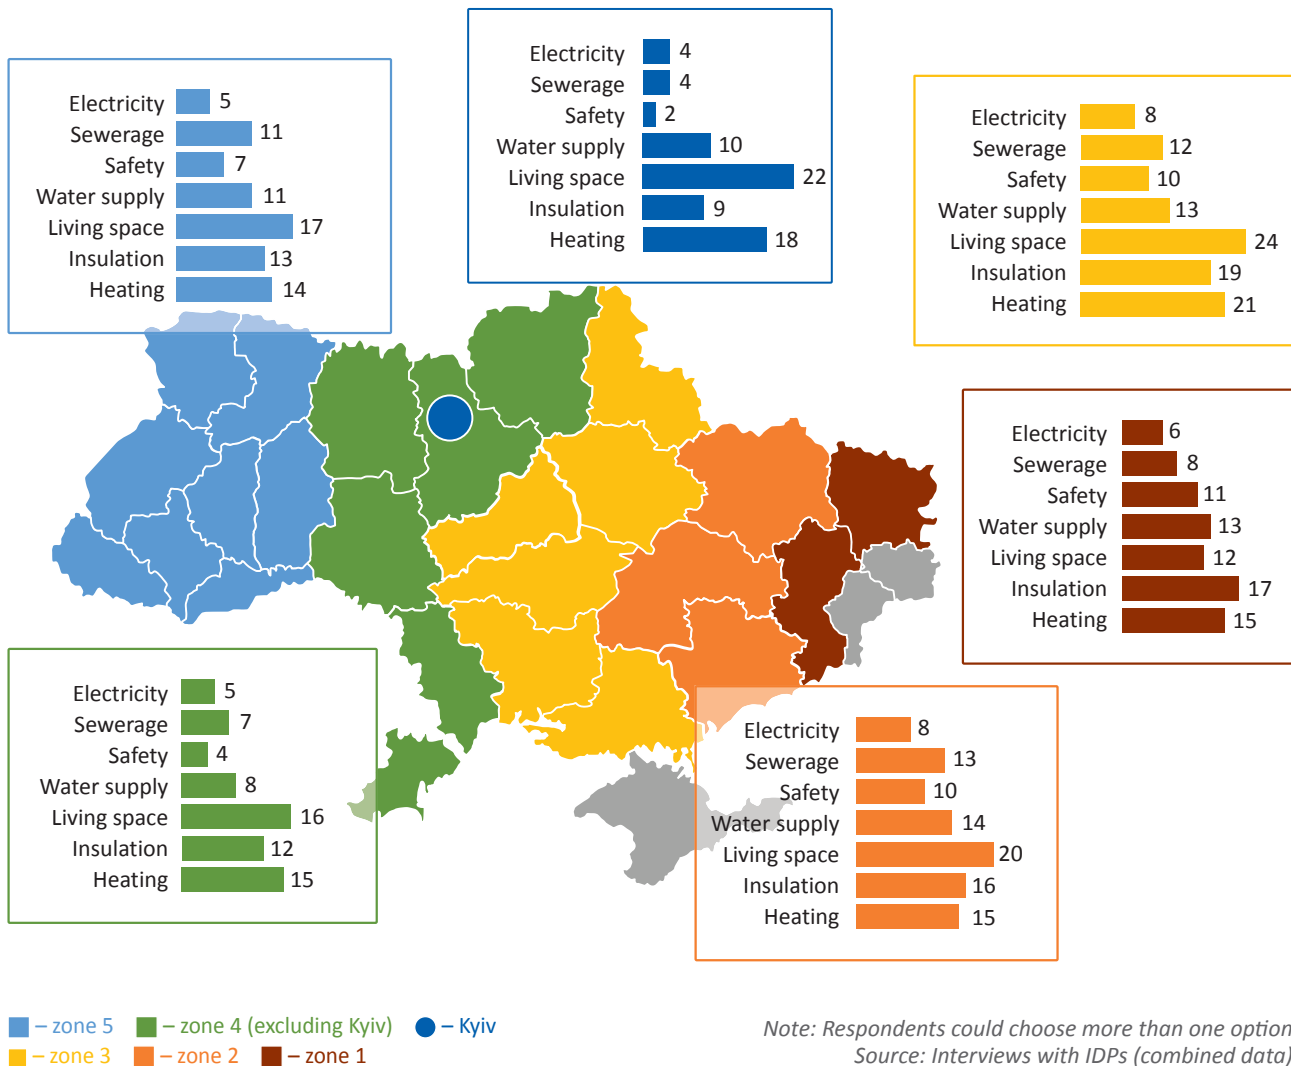 Electricity 4
Sewerage 4
Safety 2
Water supply 10
Living space 22
Insulation 9
Heating 18
Electricity 5
Sewerage 11
Safety 7
Water supply 11
Living space 17
Insulation 13
Heating 14
Electricity 8
Sewerage 12
Safety 10
Water supply 13
Living space 24
Insulation 19
Heating 21
Electricity 6
Sewerage 8
Safety 11
Water supply 13
Living space 12
Insulation 17
Heating 15
Electricity 5
Sewerage 7
Safety 4
Water supply 8
Living space 16
Insulation 12
Heating 15
Electricity 8
Sewerage 13
Safety 10
Water supply 14
Living space 20
Insulation 16
Heating 15
– zone 5 – zone 4 (excluding Kyiv) – Kyiv
– zone 3 – zone 2 – zone 1
Note: Respondents could choose more than one option
Source: Interviews with IDPs (combined data)